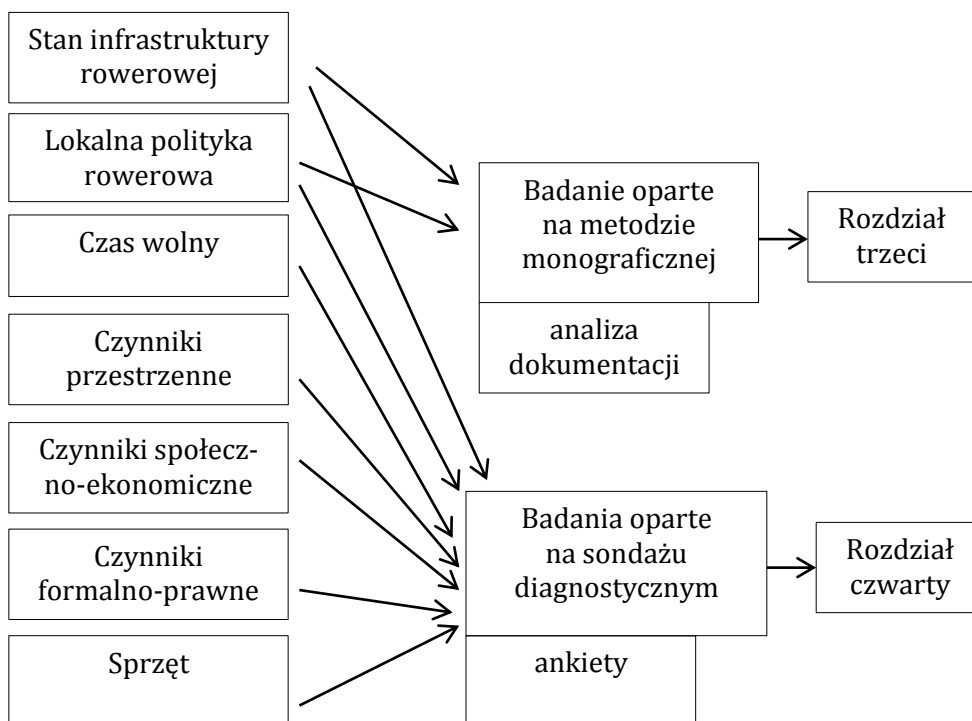 Stan infrastruktury
rowerowej
Lokalna polityka
rowerowa
Czas wolny
Czynniki
przestrzenne
Czynniki społecz-
no-ekonomiczne
Czynniki
formalno-prawne
Sprzęt
Badanie oparte
na metodzie
monograficznej
analiza
dokumentacji
Rozdział
trzeci
Badania oparte
na sondażu
diagnostycznym
ankiety
Rozdział
czwarty